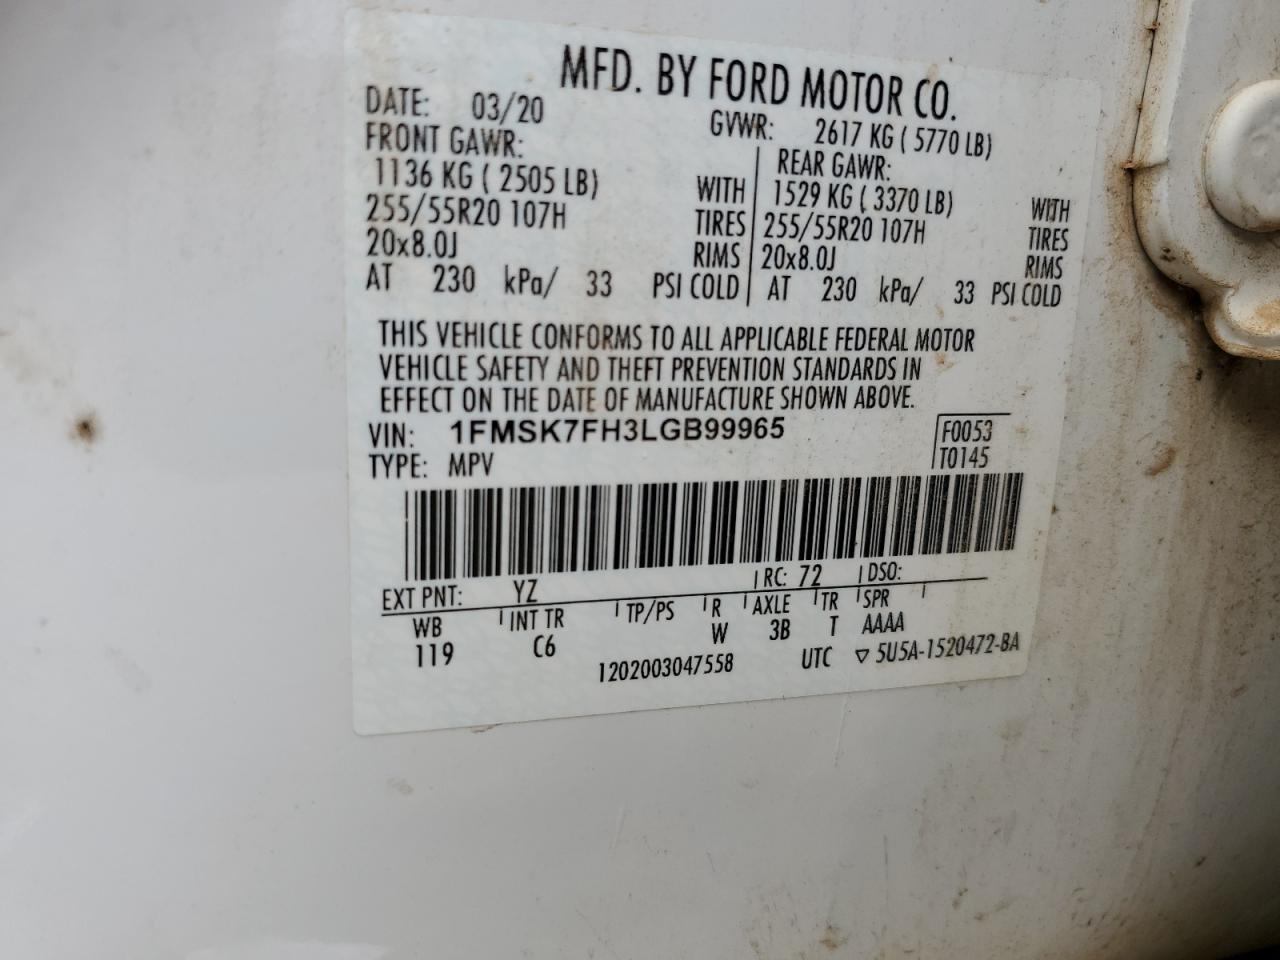 MFD. BY FORD MOTOR CO.
DATE: 03/20 GVWR: 2617 KG ( 5770 LB)
FRONT GAWR: REAR GAWR:
1136 KG ( 2505 LB) WITH 1529 KG ( 3370 LB) WITH
255/55R20 107H TIRES 255/55R20 107H TIRES
20x8.0J RIMS 20x8.0J RIMS
AT 230 kPa/ 33 PSI COLD AT 230 kPa/ 33 PSI COLD
THIS VEHICLE CONFORMS TO ALL APPLICABLE FEDERAL MOTOR
VEHICLE SAFETY AND THEFT PREVENTION STANDARDS IN
EFFECT ON THE DATE OF MANUFACTURE SHOWN ABOVE.
VIN: 1FMSK7FH3LGB99965 F0053
TYPE: MPV T0145
EXT PNT: YZ RC: 72 DSO:
WB INT TR TP/PS R AXLE TR SPR
119 C6 W 3B T AAAA
1202003047558 UTC ▽ 5U5A-1520472-BA